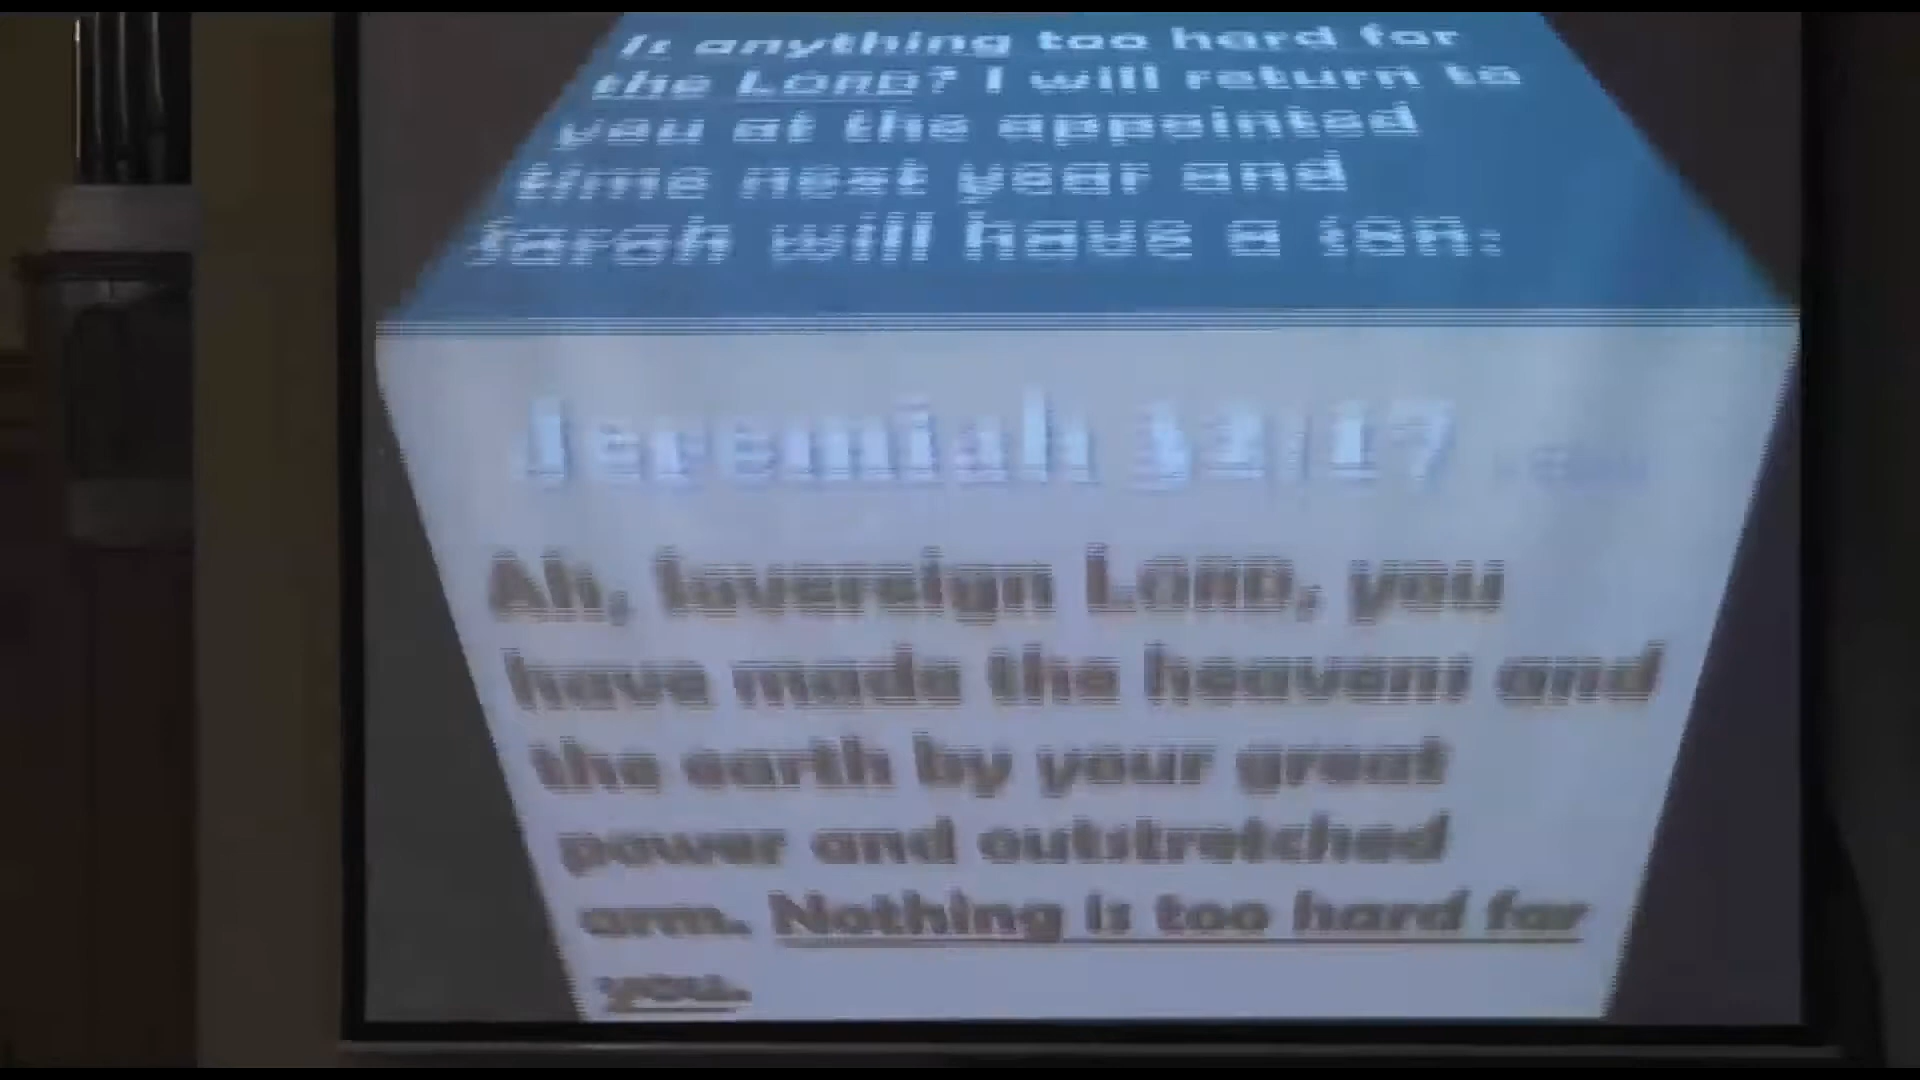 Is anything too hard for
the LORD? I will return to
you at the appointed
time next year and
Sarah will have a son.
Jeremiah 32:17
Ah, Sovereign LORD, you
have made the heavens and
the earth by your great
power and outstretched
arm. Nothing is too hard for
you.